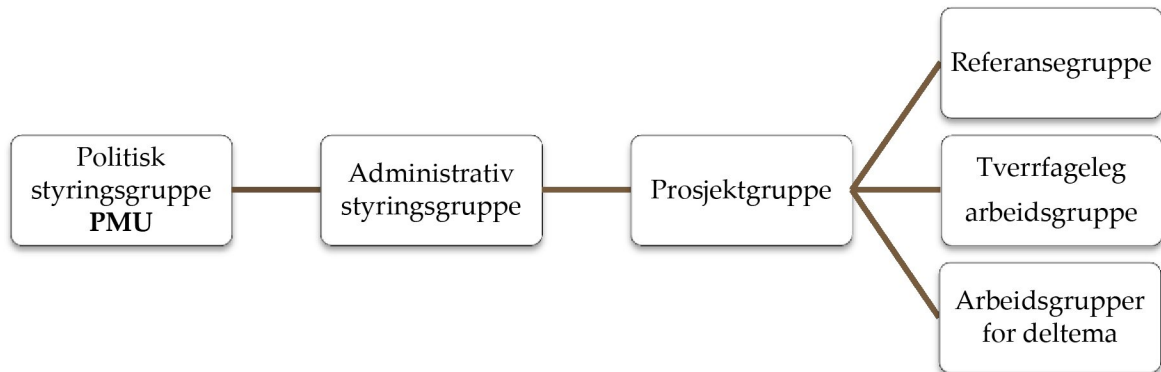 Politisk
styringsgruppe
PMU
Administrativ
styringsgruppe
Prosjektgruppe
Referansegruppe
Tverrfageleg
arbeidsgruppe
Arbeidsgrupper
for deltema